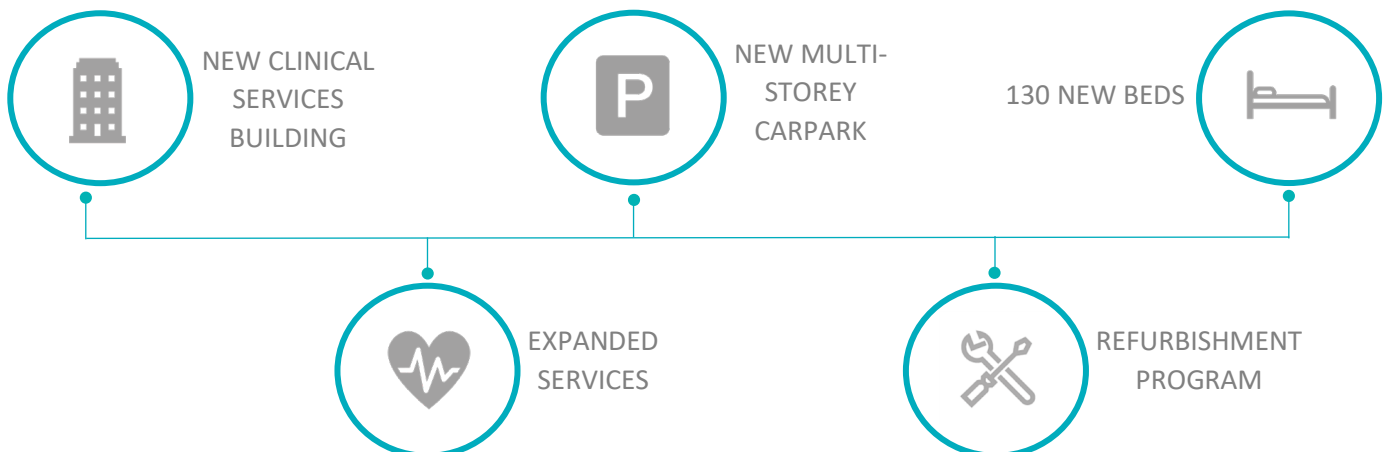 NEW CLINICAL
SERVICES
BUILDING
P
NEW MULTI-
STOREY
CARPARK
130 NEW BEDS
EXPANDED
SERVICES
REFURBISHMENT
PROGRAM